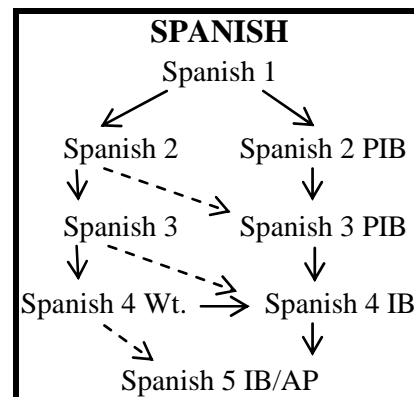 SPANISH
Spanish 1
Spanish 2 Spanish 2 PIB
Spanish 3 Spanish 3 PIB
Spanish 4 Wt. Spanish 4 IB
Spanish 5 IB/AP